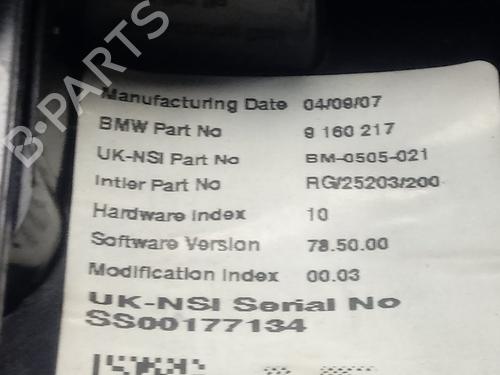 B-PARTS
Manufacturing Date 04/09/07
BMW Part No 9 160 217
UK-NSI Part No BM-0505-021
Intier Part No RG/25203/200
Hardware Index 10
Software Version 78.50.00
Modification Index 00.03
UK-NSI Serial No
SS00177134